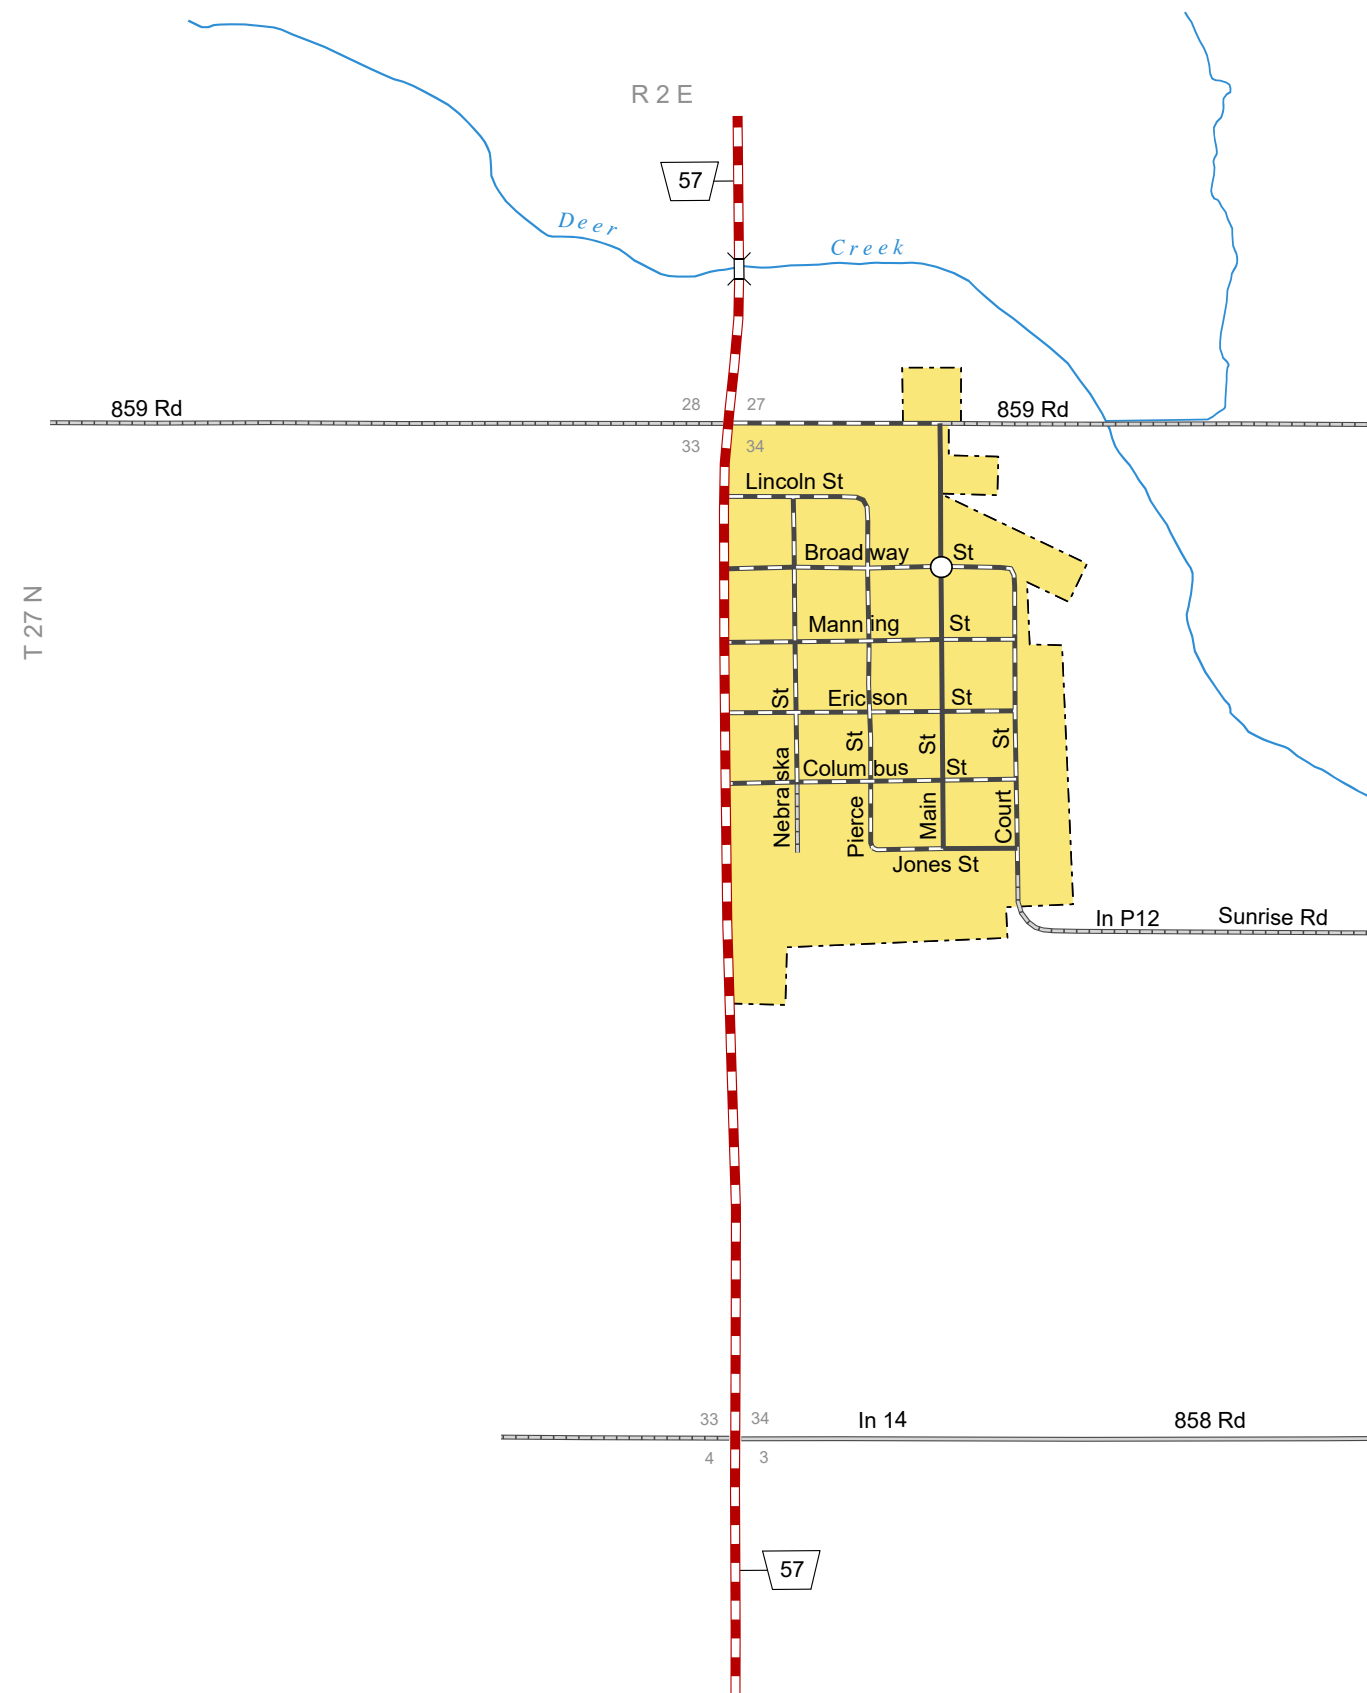 R 2 E
57
Deer
Creek
859 Rd
28
27
859 Rd
33
34
Lincoln St
Broadway St
T 27 N
Manning St
Ericson St
Nebraska St
Pierce St
Main St
Court St
Columbus St
Jones St
In P12
Sunrise Rd
33
34
In 14
858 Rd
4
3
57